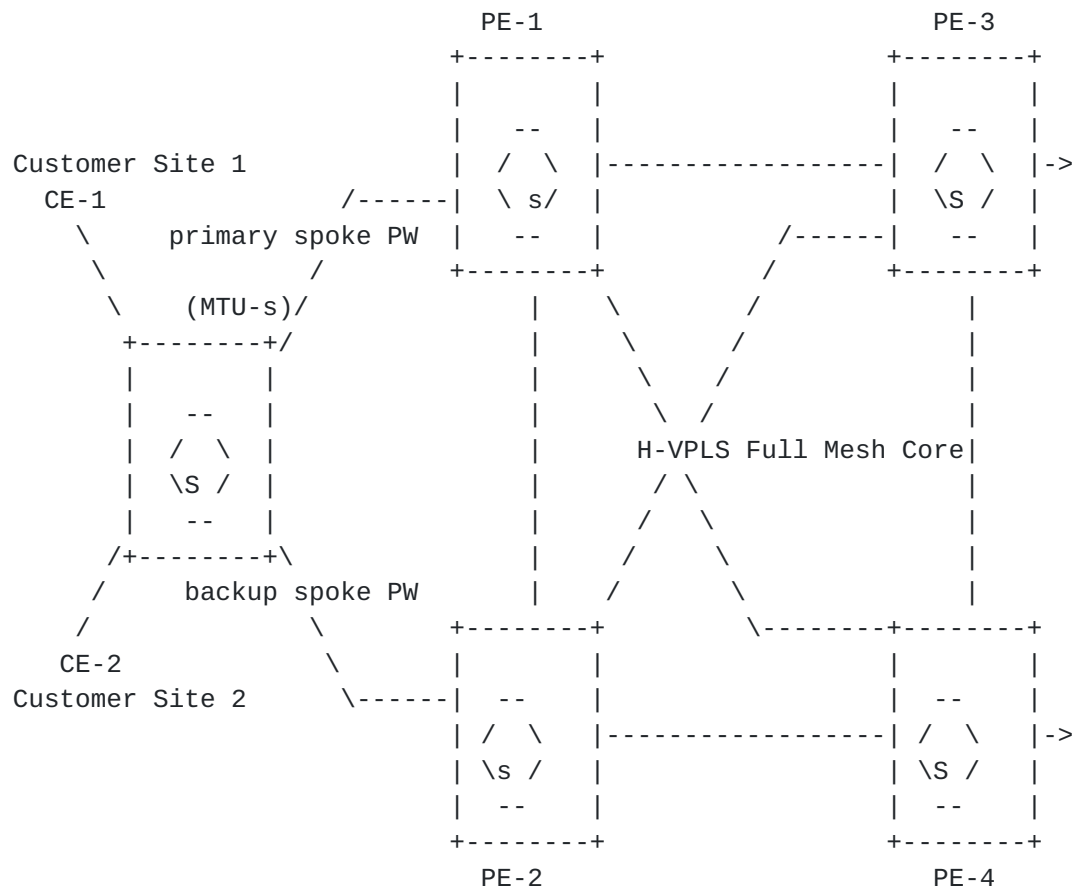 PE-1 PE-3
Customer Site 1
CE-1
s
S
primary spoke PW
(MTU-s)
H-VPLS Full Mesh Core
S
backup spoke PW
CE-2
Customer Site 2
s
S
PE-2 PE-4